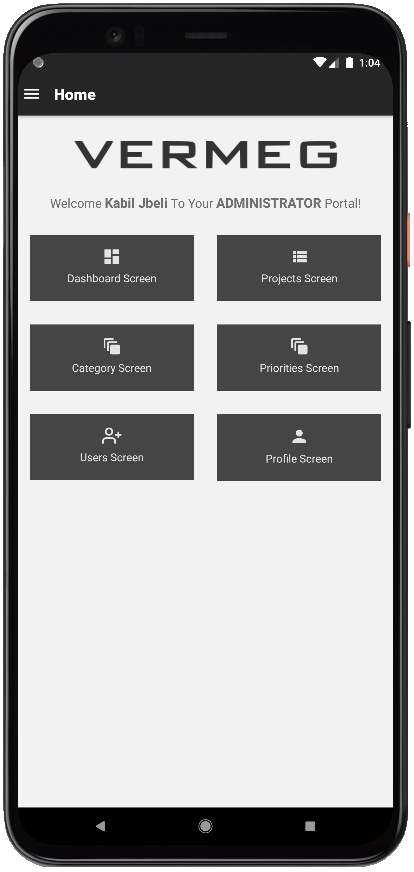 1:04
Home
VERMEG
Welcome Kabil Jbeli To Your ADMINISTRATOR Portal!
Dashboard Screen
Projects Screen
Category Screen
Priorities Screen
Users Screen
Profile Screen